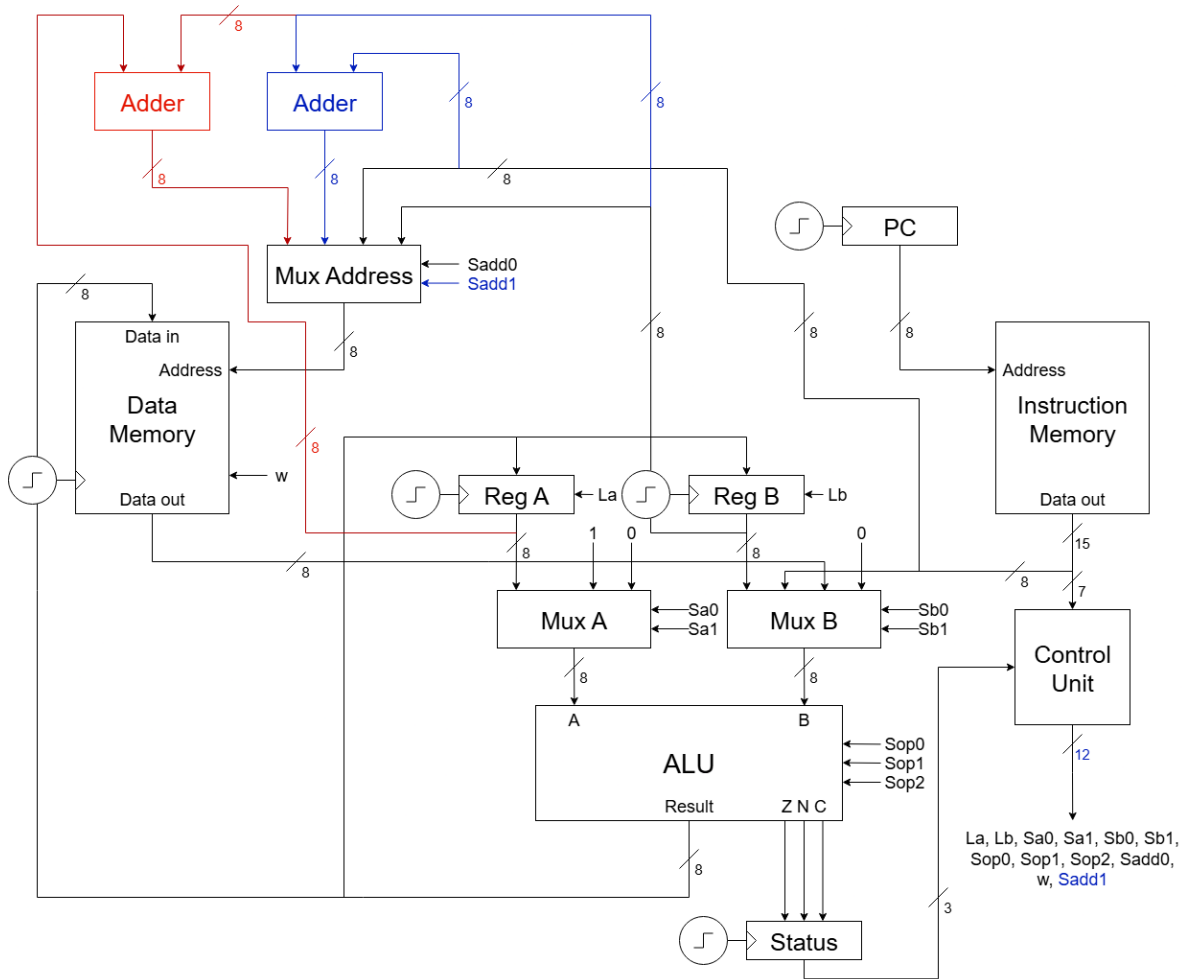 8
Adder
Adder
8
8
8
8
8
PC
Mux Address
Sadd0
Sadd1
8
Data in
8
8
8
8
Address
Data
Memory
Address
Instruction
Memory
8
w
Data out
Reg A
La
Reg B
Lb
Data out
1
0
0
15
8
8
8
8
7
Mux A
Sa0
Sa1
Mux B
Sb0
Sb1
Control
Unit
8
8
A
B
ALU
Sop0
Sop1
Sop2
12
Result
Z N C
8
La, Lb, Sa0, Sa1, Sb0, Sb1,
Sop0, Sop1, Sop2, Sadd0,
w, Sadd1
3
Status